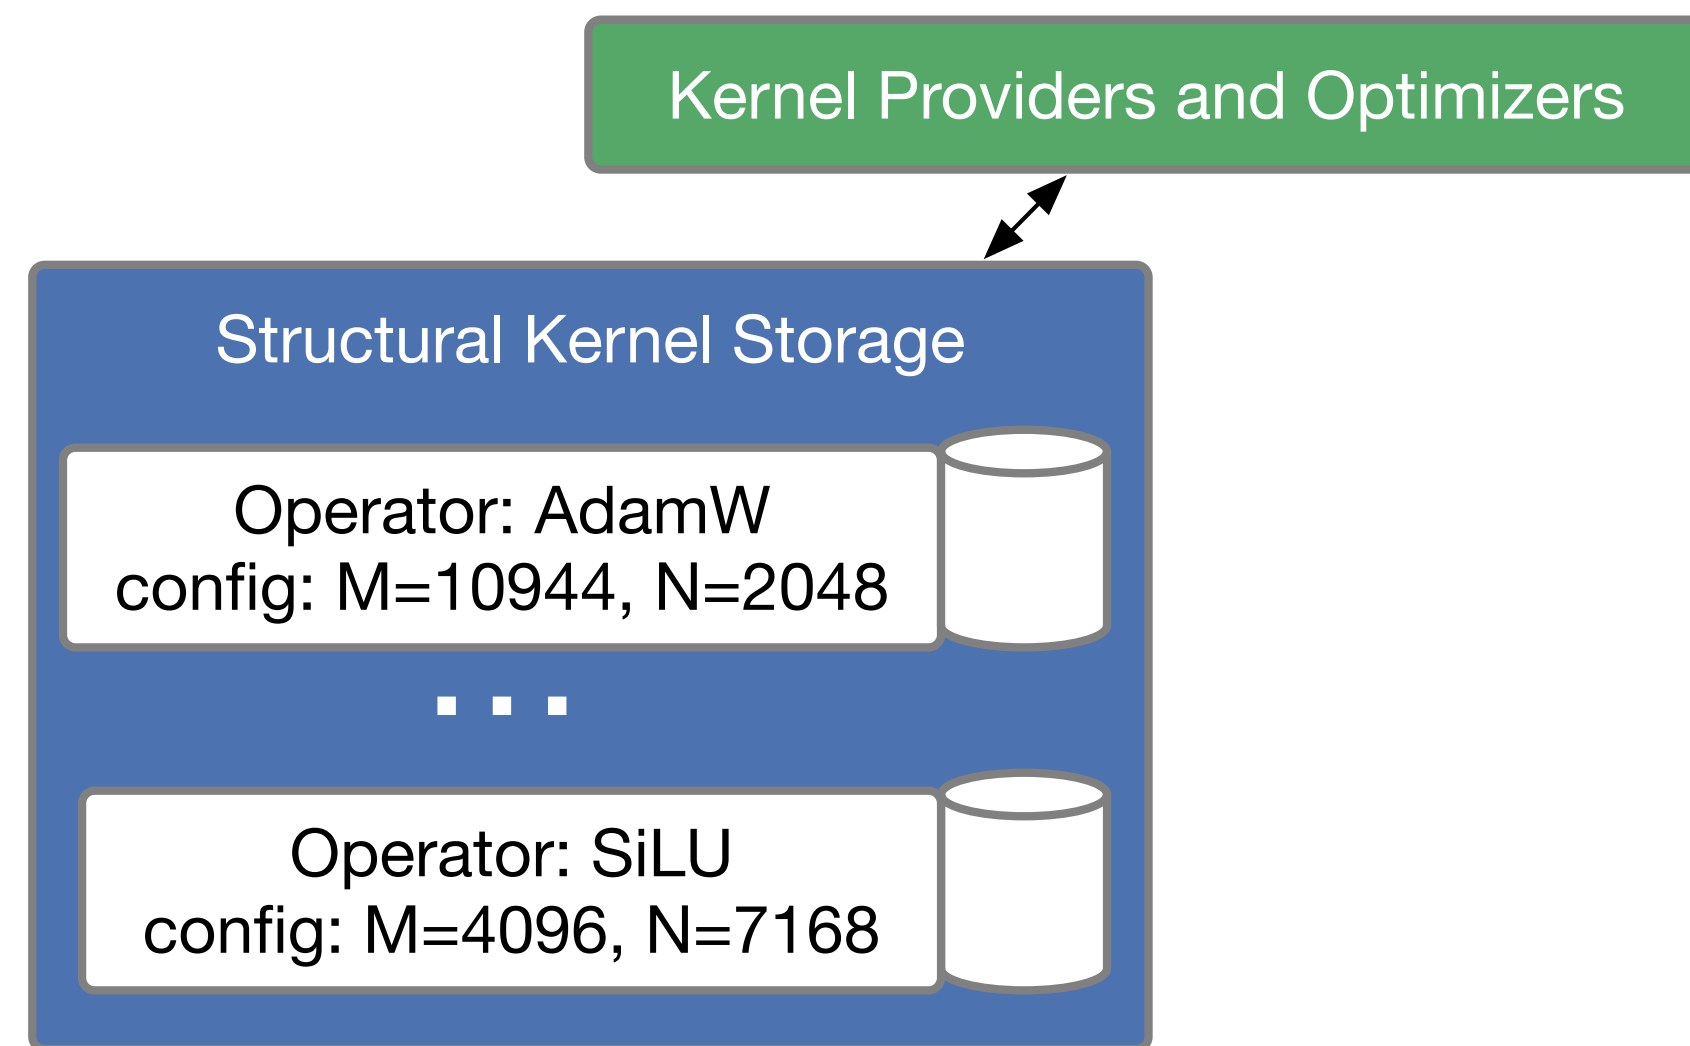 Kernel Providers and Optimizers
Structural Kernel Storage
Operator: AdamW
config: M=10944, N=2048
...
Operator: SiLU
config: M=4096, N=7168